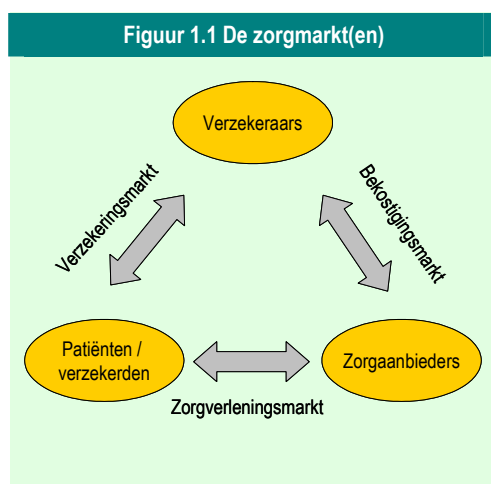 Figuur 1.1 De zorgmarkt(en)
Verzekeraars
Verzekeringsmarkt
Bekostigingsmarkt
Patiënten /
verzekerden
Zorgaanbieders
Zorgverleningsmarkt